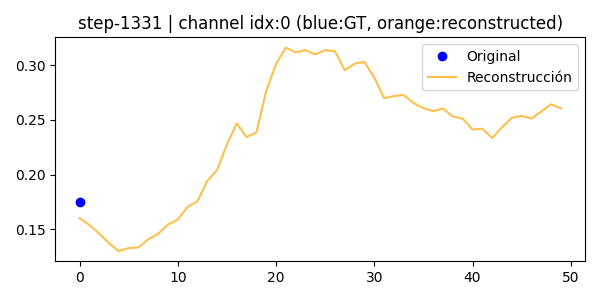 step-1331 | channel idx:0 (blue:GT, orange:reconstructed)
Original
Reconstrucción
0.30
0.25
0.20
0.15
0 10 20 30 40 50